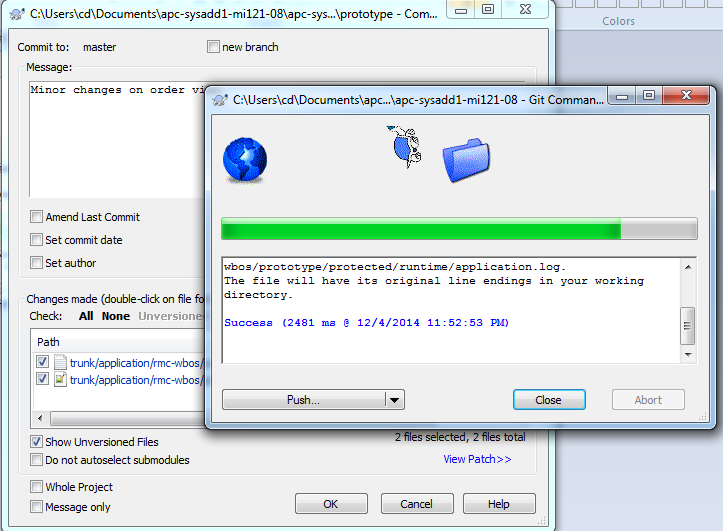 C:\Users\cd\Documents\apc-sysadd1-mi121-08\apc-sys...\prototype - Com...
Colors
Commit to: master new branch
Message:
Minor changes on order vi
C:\Users\cd\Documents\apc...\apc-sysadd1-mi121-08 - Git Comman...
wbos/prototype/protected/runtime/application.log.
The file will have its original line endings in your working
directory.
Success (2481 ms @ 12/4/2014 11:52:53 PM)
Push...
Close
Abort
Amend Last Commit
Set commit date
Set author
Changes made (double-click on file fo
Check: All None Unversioned
Path
trunk/application/rmc-wbos/
trunk/application/rmc-wbos/
Show Unversioned Files
2 files selected, 2 files total
Do not autoselect submodules
View Patch>>
Whole Project
Message only
OK
Cancel
Help